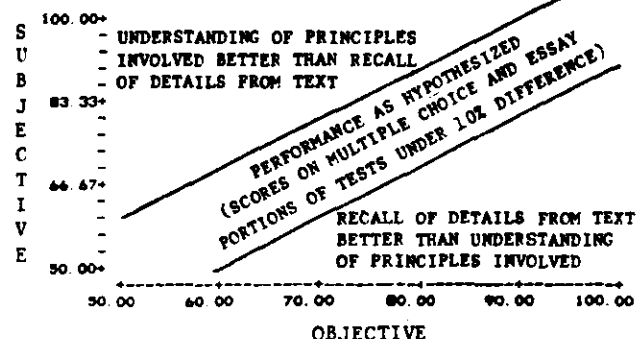 SUBJECTIVE
100.00+
83.33+
66.67+
50.00+
UNDERSTANDING OF PRINCIPLES
INVOLVED BETTER THAN RECALL
OF DETAILS FROM TEXT
PERFORMANCE AS HYPOTHESIZED
(SCORES ON MULTIPLE CHOICE AND ESSAY
PORTIONS OF TESTS UNDER 10% DIFFERENCE)
RECALL OF DETAILS FROM TEXT
BETTER THAN UNDERSTANDING
OF PRINCIPLES INVOLVED
50.00 60.00 70.00 80.00 90.00 100.00
OBJECTIVE